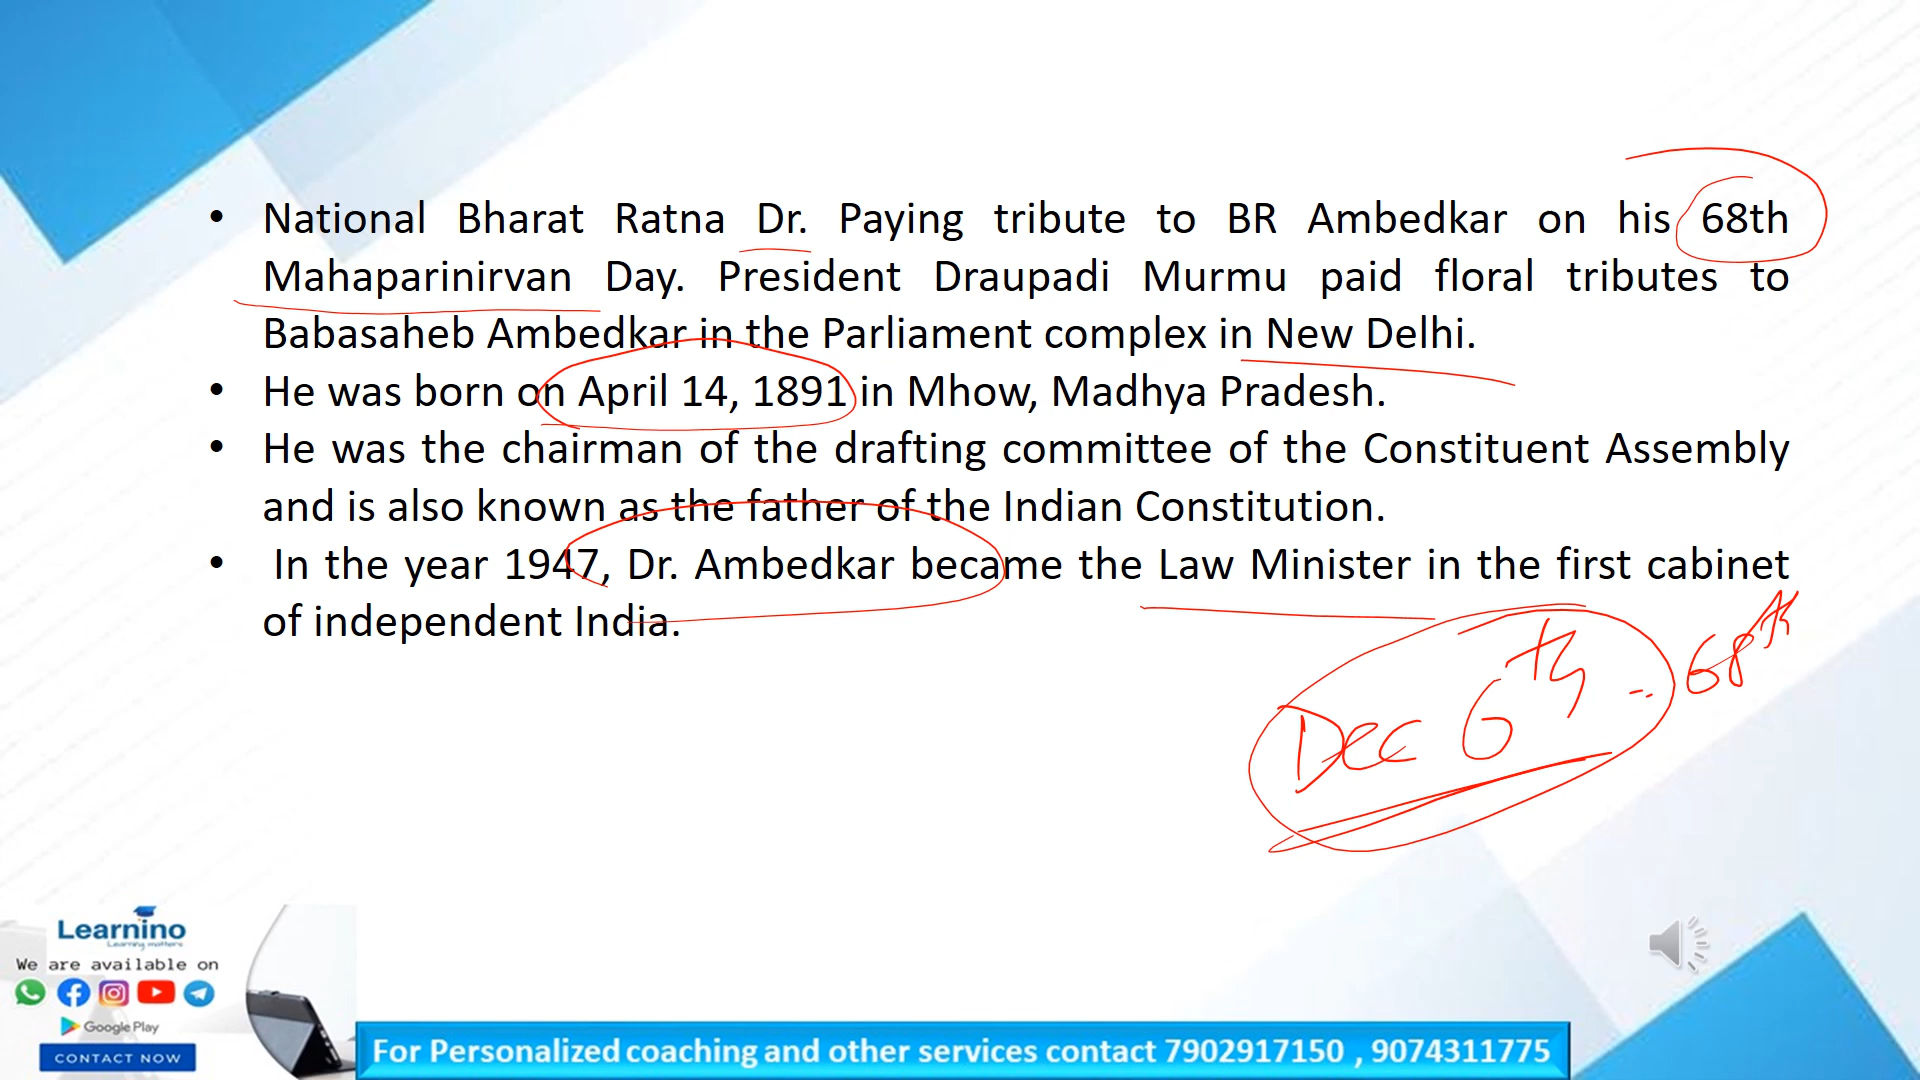 • National Bharat Ratna Dr. Paying tribute to BR Ambedkar on his 68th
Mahaparinirvan Day. President Draupadi Murmu paid floral tributes to
Babasaheb Ambedkar in the Parliament complex in New Delhi.
• He was born on April 14, 1891 in Mhow, Madhya Pradesh.
• He was the chairman of the drafting committee of the Constituent Assembly
and is also known as the father of the Indian Constitution.
• In the year 1947, Dr. Ambedkar became the Law Minister in the first cabinet
of independent India.
Dec 6th - 68th
Learnino
Learning matters
We are available on
Google Play
CONTACT NOW
For Personalized coaching and other services contact 7902917150 , 9074311775